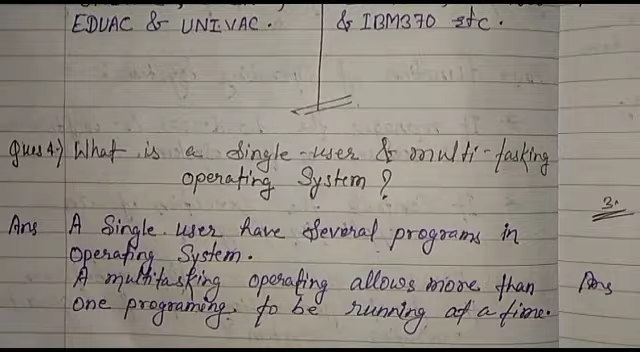 EDVAC & UNIVAC.
& IBM370 etc.
Ques 4.) What is a single-user & multi-tasking
operating System?
3.
Ans A Single user have several programs in
Operating System.
A multitasking operating allows more than
Ans
one programing. to be running at a time.